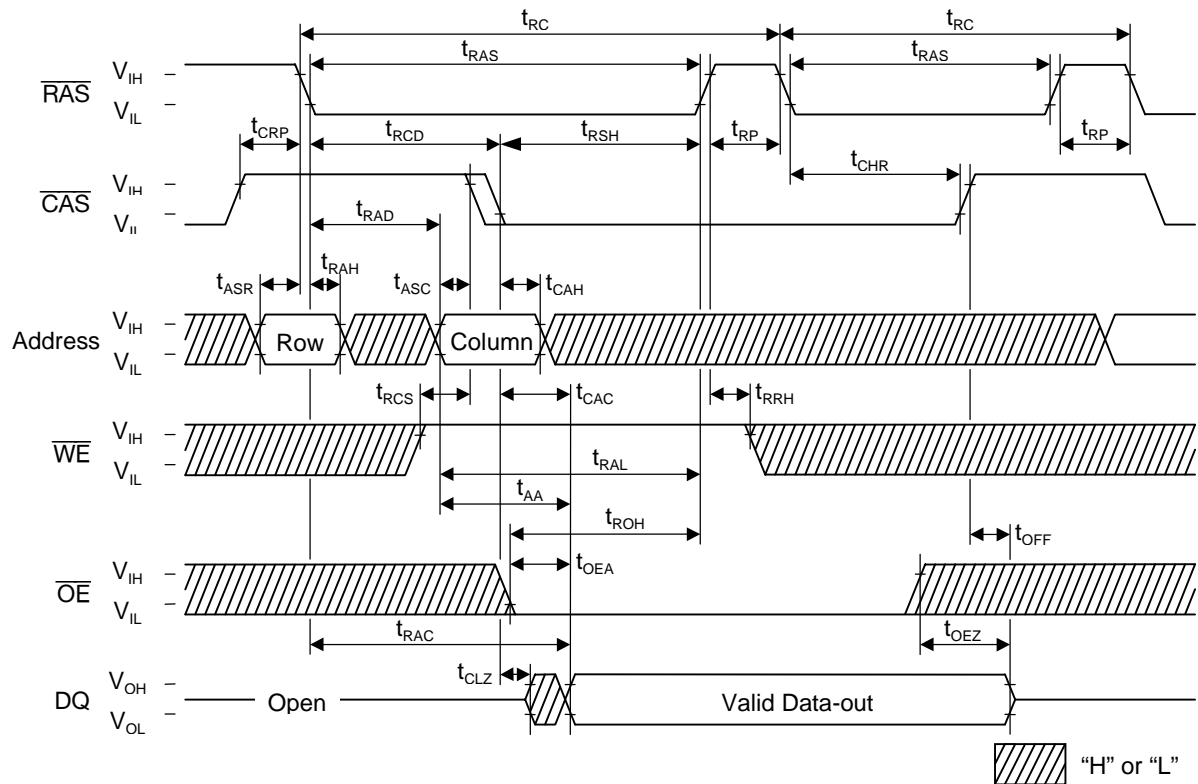 tRC tRC
tRAS tRAS
RAS VIH
VIL
tCRP tRCD tRSH tRP tCHR tRP
CAS VIH
VIL
tRAD
tASR tRAH tASC tCAH
Address VIH
VIL
Row Column
tRCS tCAC tRRH
WE VIH
VIL
tRAL
tAA
tROH tOFF
tOEA
OE VIH
VIL
tRAC tOEZ
tCLZ
DQ VOH
VOL
Open Valid Data-out
“H” or “L”